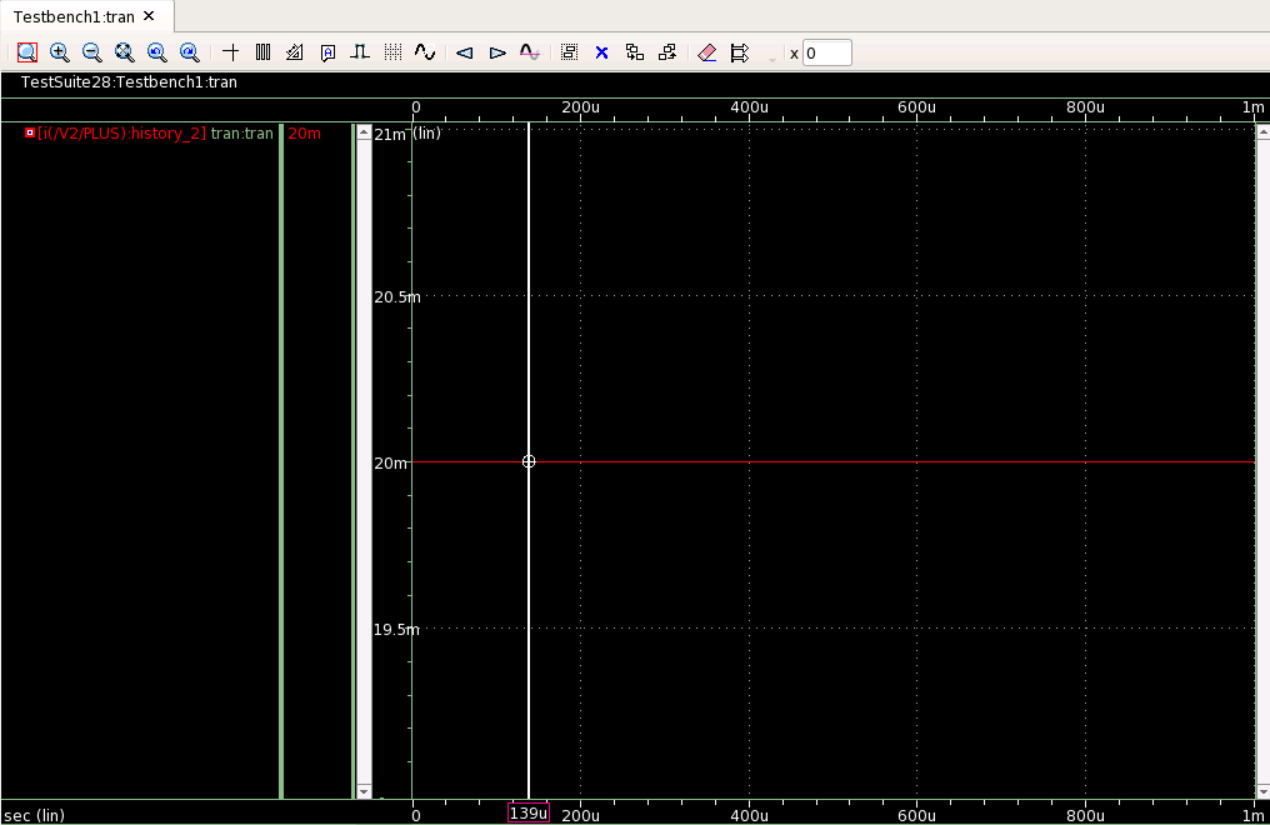 Testbench1:tran
x 0
TestSuite28:Testbench1:tran
0 200u 400u 600u 800u 1m
[i(/V2/PLUS):history_2] tran:tran 20m
21m (lin)
20.5m
20m
19.5m
sec (lin) 0 139u 200u 400u 600u 800u 1m